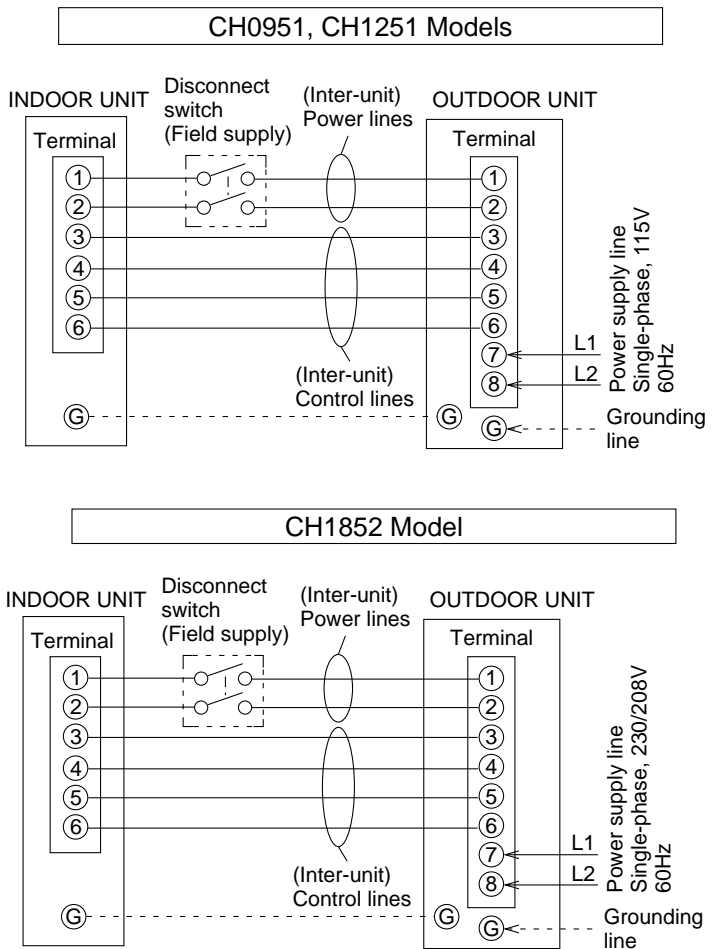 CH0951, CH1251 Models
INDOOR UNIT
Disconnect
switch
(Field supply)
(Inter-unit)
Power lines
OUTDOOR UNIT
Terminal
Terminal
1
1
2
2
3
3
4
4
5
5
6
6
7
L1
8
L2
Power supply line
Single-phase, 115V
60Hz
(Inter-unit)
Control lines
G
G
G
Grounding
line
CH1852 Model
INDOOR UNIT
Disconnect
switch
(Field supply)
(Inter-unit)
Power lines
OUTDOOR UNIT
Terminal
Terminal
1
1
2
2
3
3
4
4
5
5
6
6
7
L1
8
L2
Power supply line
Single-phase, 230/208V
60Hz
(Inter-unit)
Control lines
G
G
G
Grounding
line